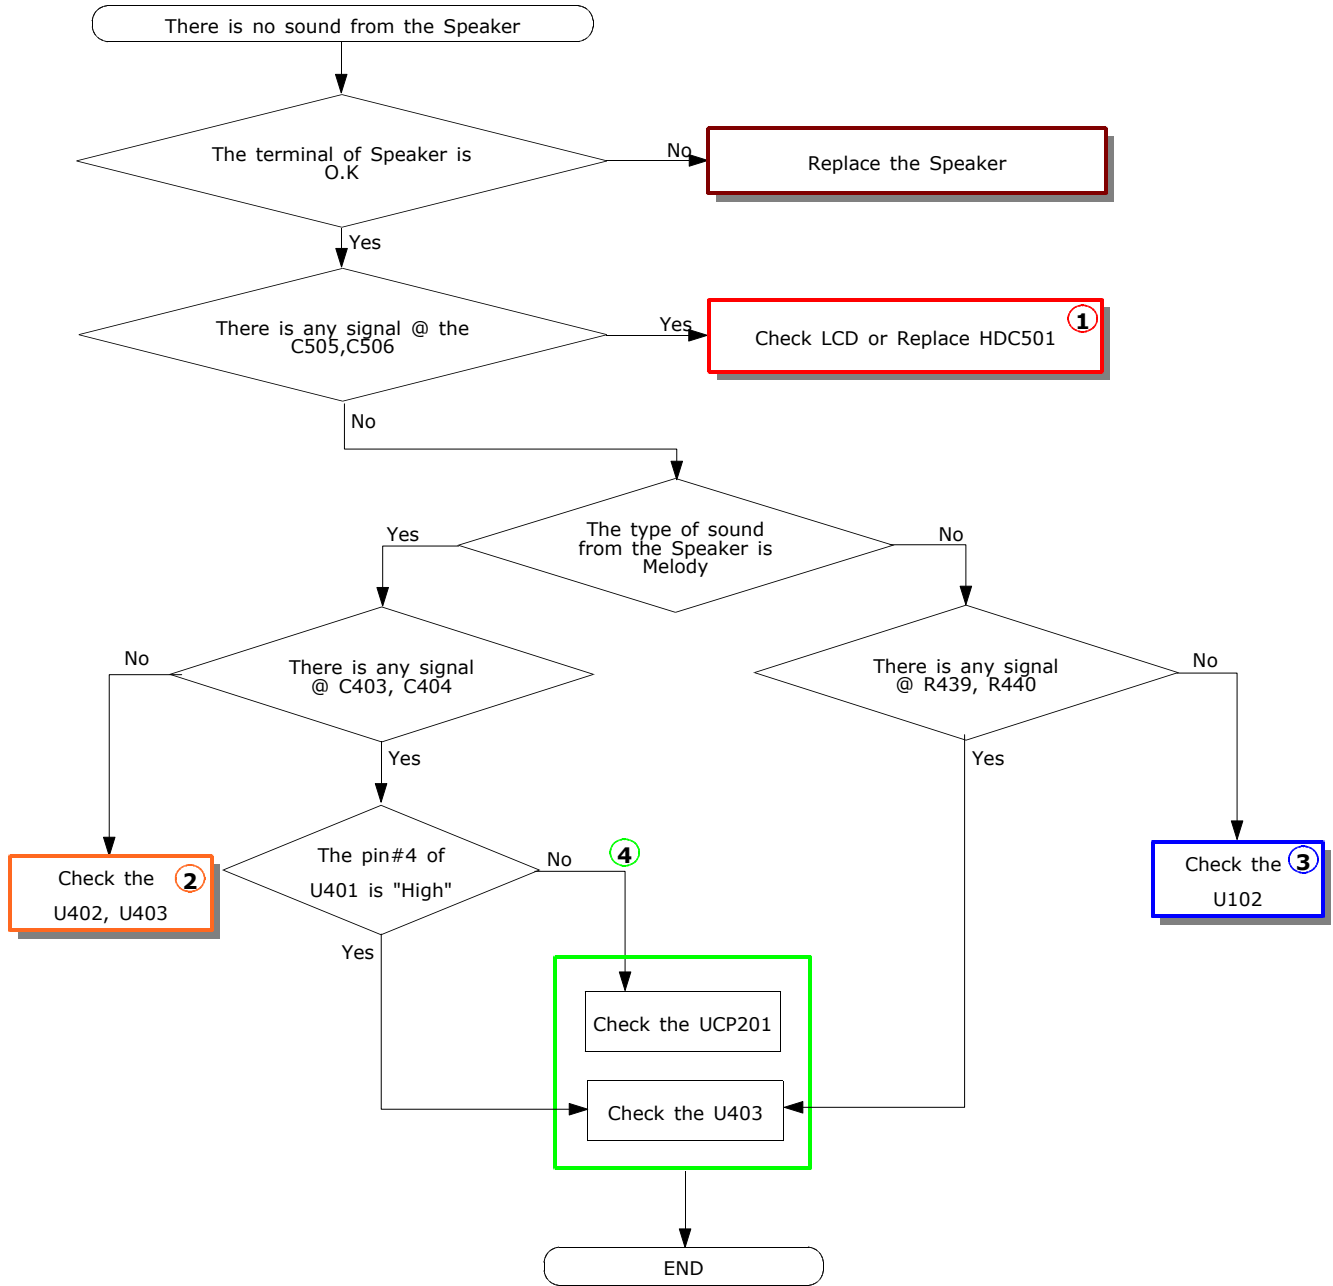 There is no sound from the Speaker
The terminal of Speaker is
O.K
No
Replace the Speaker
Yes
There is any signal @ the
C505,C506
Yes
1
Check LCD or Replace HDC501
No
The type of sound
from the Speaker is
Melody
Yes
No
There is any signal
@ C403, C404
No
Yes
There is any signal
@ R439, R440
No
Yes
The pin#4 of
U401 is "High"
No
4
Yes
Check the
2
U402, U403
Check the
3
U102
Check the UCP201
Check the U403
END